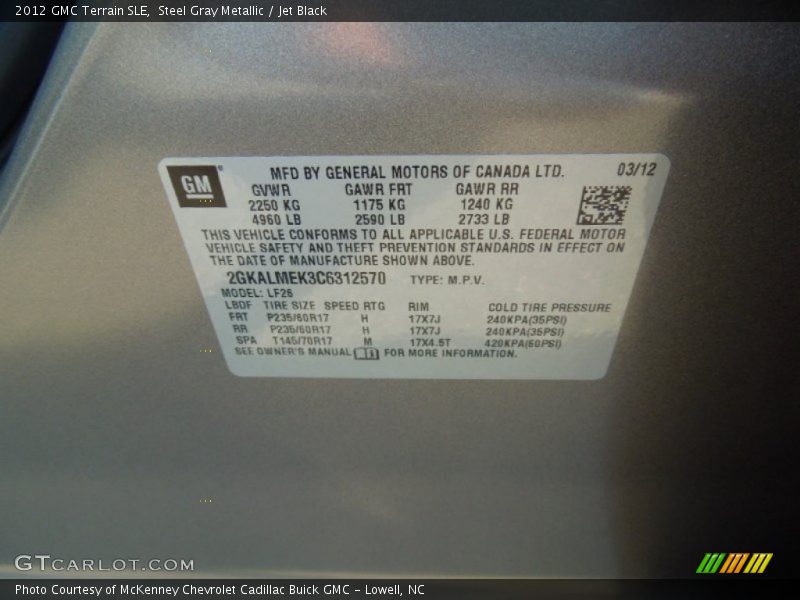 2012 GMC Terrain SLE, Steel Gray Metallic / Jet Black
GM
MFD BY GENERAL MOTORS OF CANADA LTD. 03/12
GVWR GAWR FRT GAWR RR
2250 KG 1175 KG 1240 KG
4960 LB 2590 LB 2733 LB
THIS VEHICLE CONFORMS TO ALL APPLICABLE U.S. FEDERAL MOTOR
VEHICLE SAFETY AND THEFT PREVENTION STANDARDS IN EFFECT ON
THE DATE OF MANUFACTURE SHOWN ABOVE.
2GKALMEK3C6312570 TYPE: M.P.V.
MODEL: LF26
LBDF TIRE SIZE SPEED RTG RIM COLD TIRE PRESSURE
FRT P235/60R17 H 17X7J 240KPA(35PSI)
RR P235/60R17 H 17X7J 240KPA(35PSI)
SPA T145/70R17 M 17X4.5T 420KPA(60PSI)
SEE OWNER'S MANUAL FOR MORE INFORMATION.
GTCARLOT.COM
Photo Courtesy of McKenney Chevrolet Cadillac Buick GMC - Lowell, NC